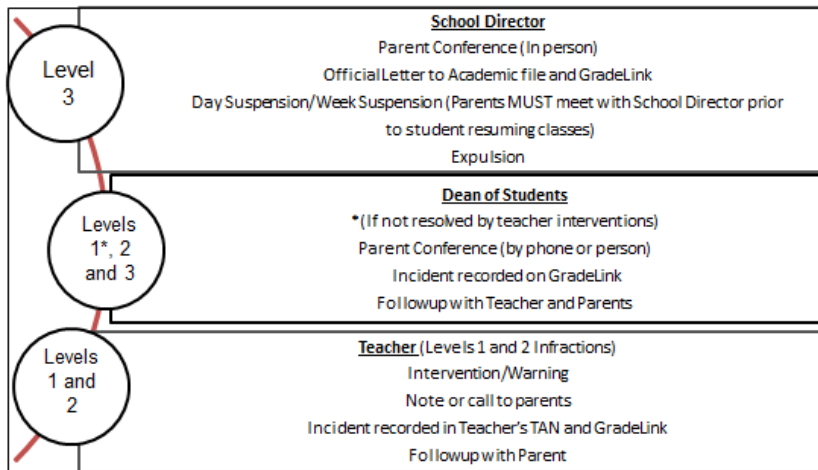 School Director
Level
3
Parent Conference (In person)
Official Letter to Academic file and GradeLink
Day Suspension/Week Suspension (Parents MUST meet with School Director prior
to student resuming classes)
Expulsion
Dean of Students
Levels
1*, 2
and 3
*(If not resolved by teacher interventions)
Parent Conference (by phone or person)
Incident recorded on GradeLink
Followup with Teacher and Parents
Levels
1 and
2
Teacher (Levels 1 and 2 Infractions)
Intervention/Warning
Note or call to parents
Incident recorded in Teacher's TAN and GradeLink
Followup with Parent